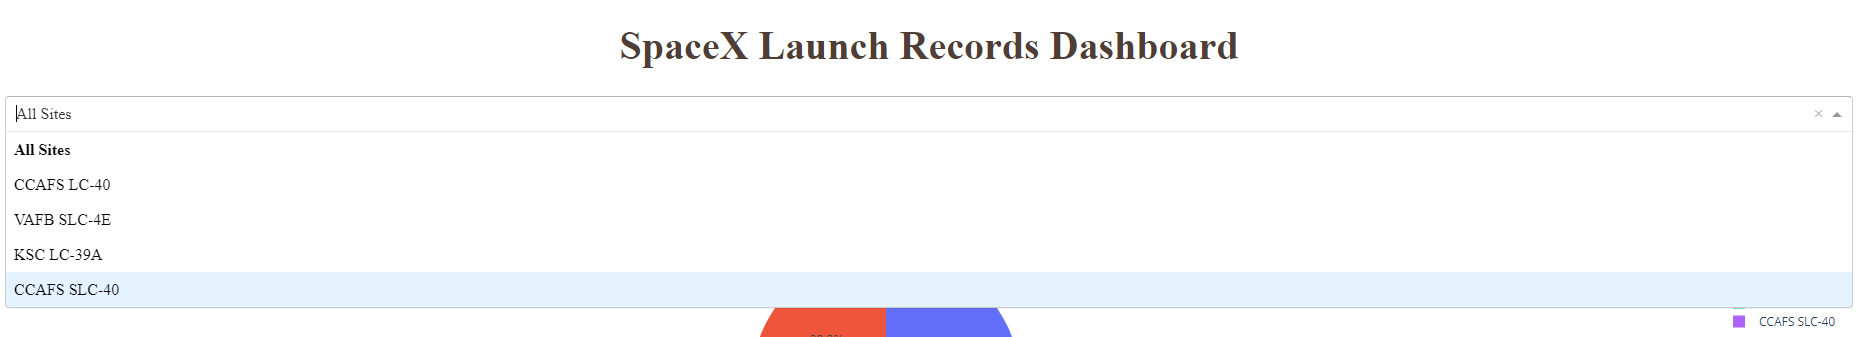 SpaceX Launch Records Dashboard
All Sites
All Sites
CCAFS LC-40
VAFB SLC-4E
KSC LC-39A
CCAFS SLC-40
CCAFS SLC-40